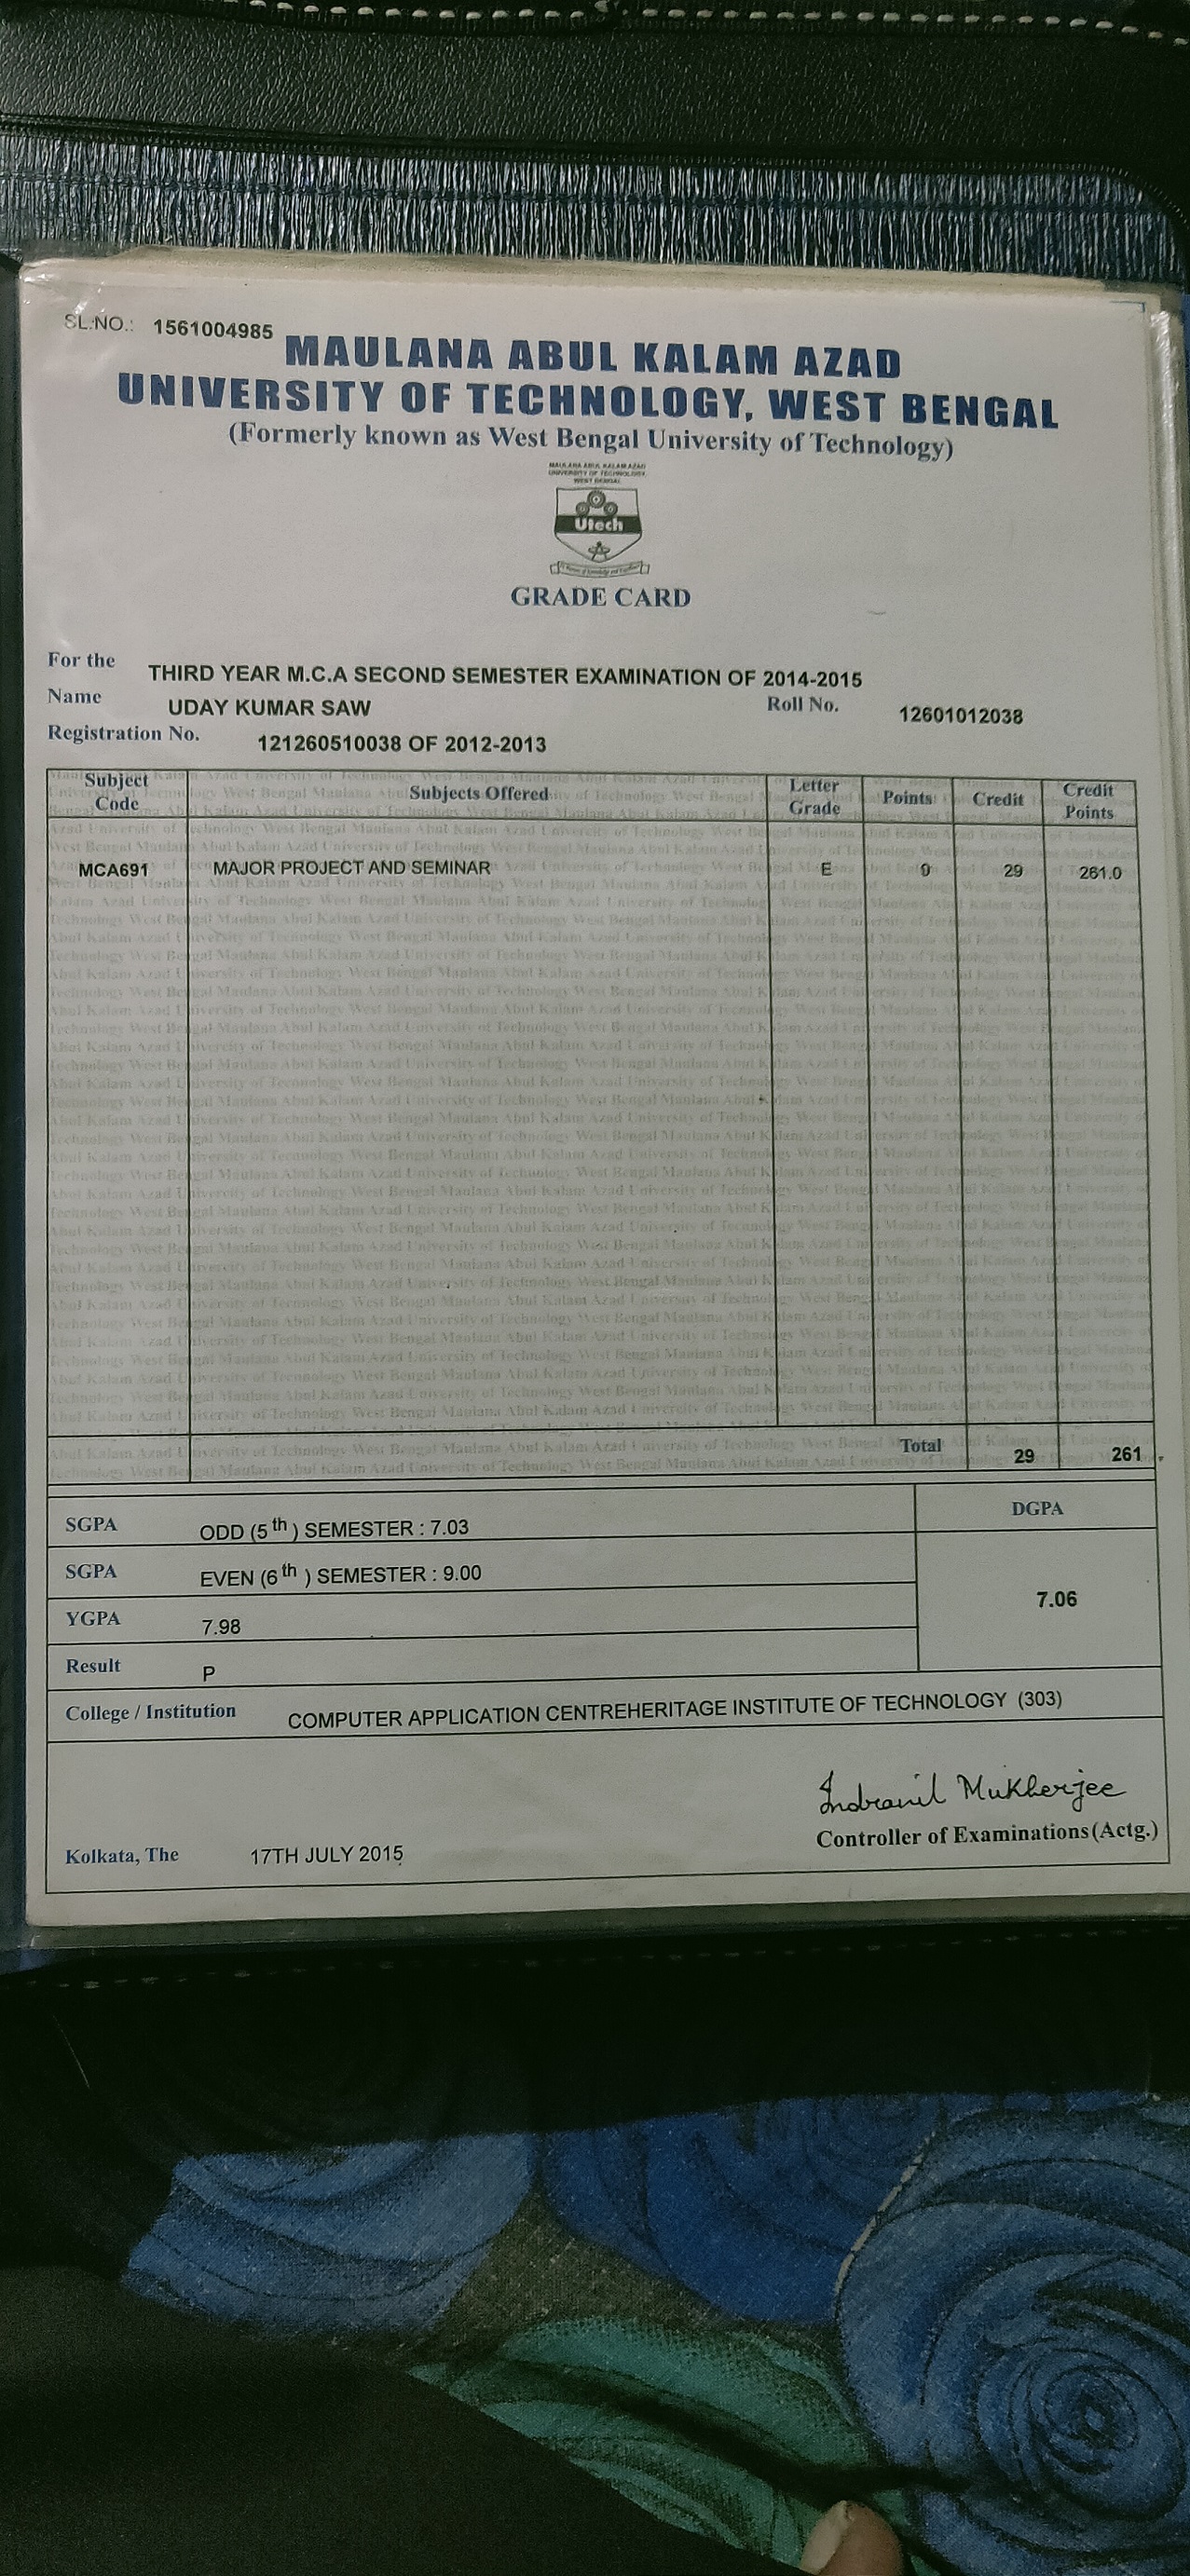 SL.NO.: 1561004985
MAULANA ABUL KALAM AZAD
UNIVERSITY OF TECHNOLOGY, WEST BENGAL
(Formerly known as West Bengal University of Technology)
MAULANA ABUL KALAM AZAD
UNIVERSITY OF TECHNOLOGY,
WEST BENGAL
Utech
GRADE CARD
For the THIRD YEAR M.C.A SECOND SEMESTER EXAMINATION OF 2014-2015
Name UDAY KUMAR SAW Roll No. 12601012038
Registration No. 121260510038 OF 2012-2013
Subject Code Subjects Offered Letter Grade Points Credit Credit Points
MCA691 MAJOR PROJECT AND SEMINAR E 9 29 261.0
Total 29 261
SGPA ODD (5th) SEMESTER : 7.03 DGPA
SGPA EVEN (6th) SEMESTER : 9.00
7.06
YGPA 7.98
Result P
College / Institution COMPUTER APPLICATION CENTREHERITAGE INSTITUTE OF TECHNOLOGY (303)
Indranil Mukherjee
Controller of Examinations(Actg.)
Kolkata, The 17TH JULY 2015